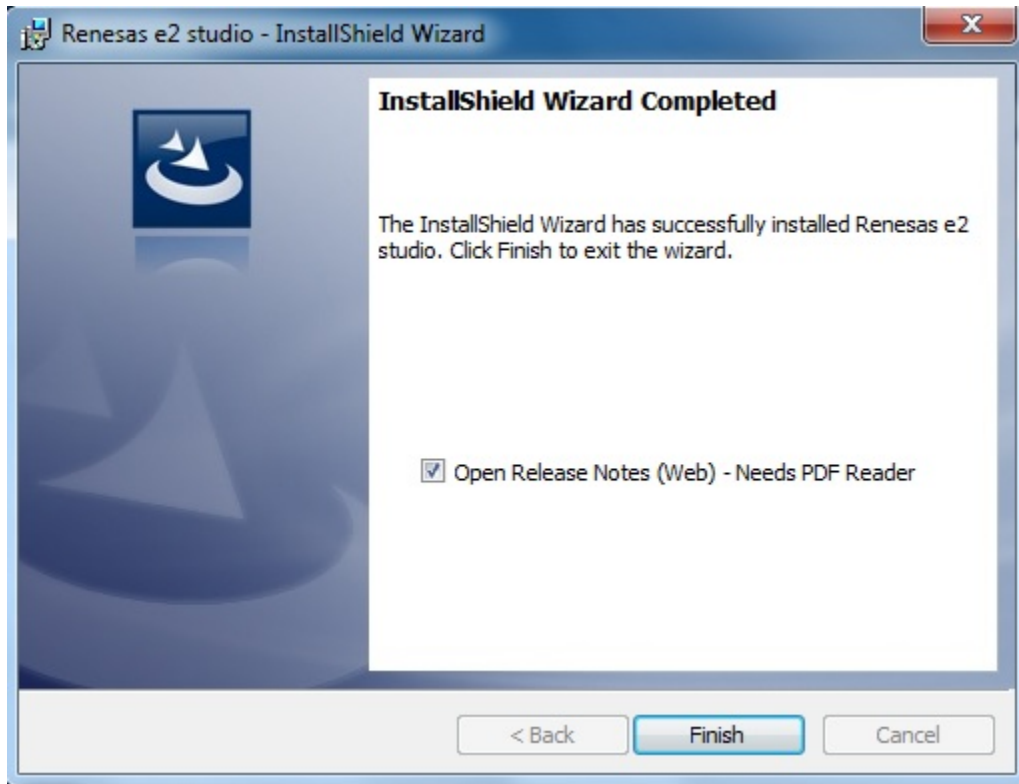 Renesas e2 studio - InstallShield Wizard
InstallShield Wizard Completed
The InstallShield Wizard has successfully installed Renesas e2
studio. Click Finish to exit the wizard.
Open Release Notes (Web) - Needs PDF Reader
< Back
Finish
Cancel